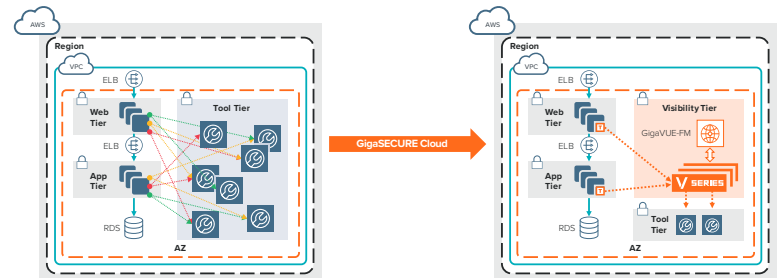 AWS
Region
VPC
ELB
Web
Tier
Tool Tier
ELB
App
Tier
RDS
AZ
GigaSECURE Cloud
AWS
Region
VPC
ELB
Web
Tier
T
Visibility Tier
GigaVUE-FM
ELB
App
Tier
T
V SERIES
Tool
Tier
RDS
AZ